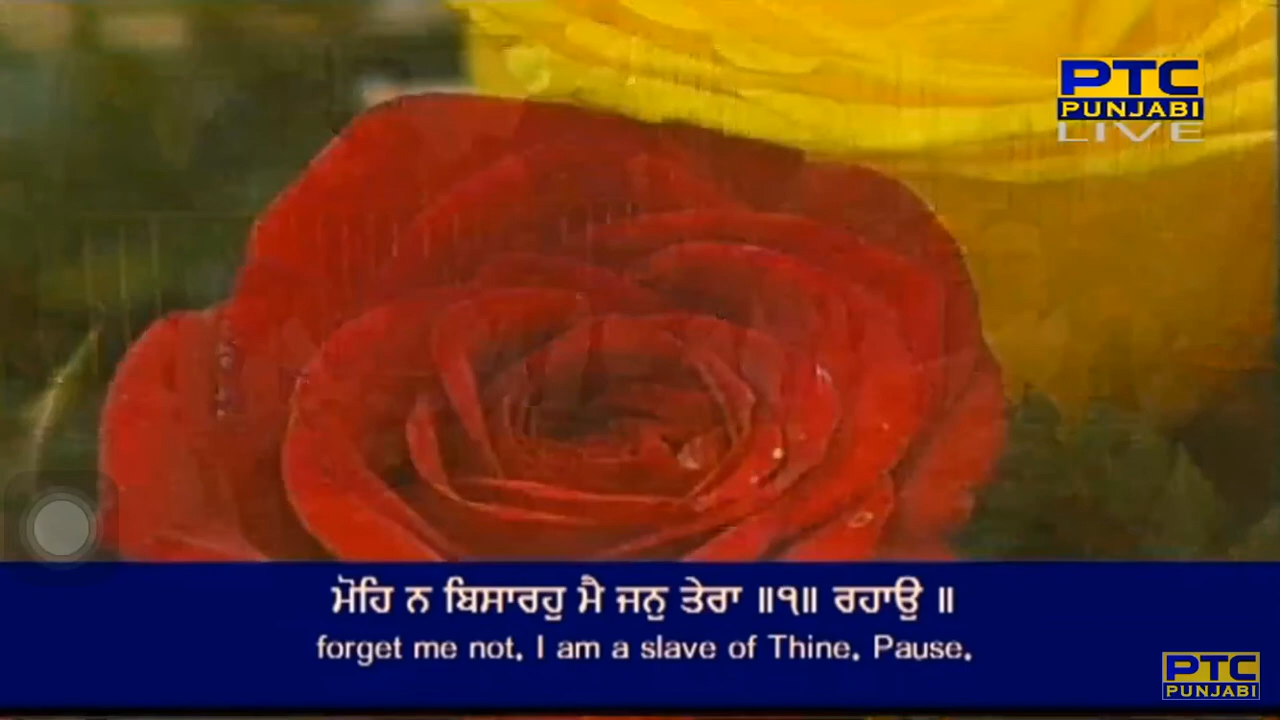 PTC
PUNJABI
LIVE
ਮੋਹਿ ਨ ਬਿਸਾਰਹੁ ਮੈ ਜਨੁ ਤੇਰਾ ॥੧॥ ਰਹਾਉ ॥
forget me not. I am a slave of Thine. Pause.
PTC
PUNJABI